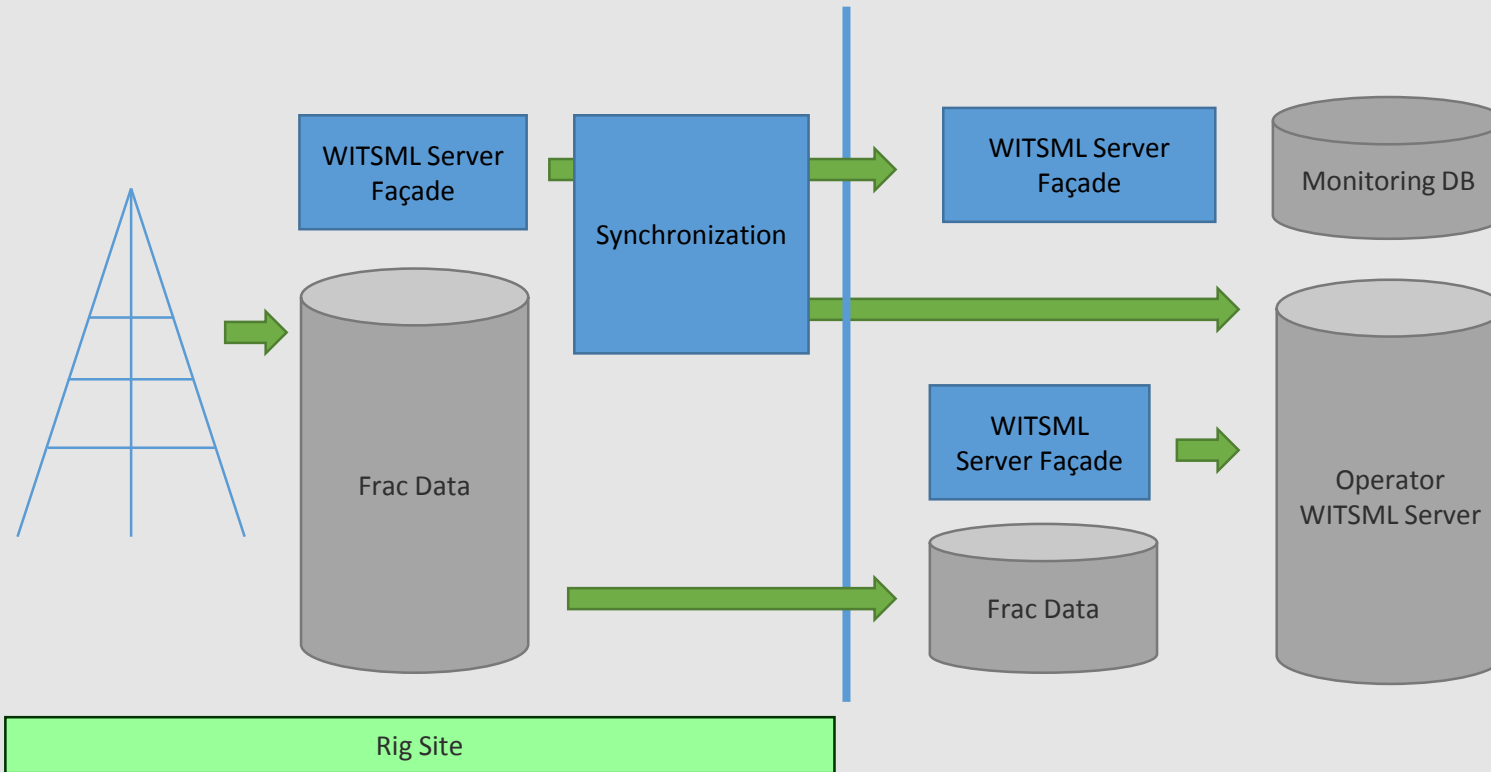 WITSML Server
Façade
Synchronization
WITSML Server
Façade
Monitoring DB
Frac Data
WITSML
Server Façade
Operator
WITSML Server
Frac Data
Rig Site